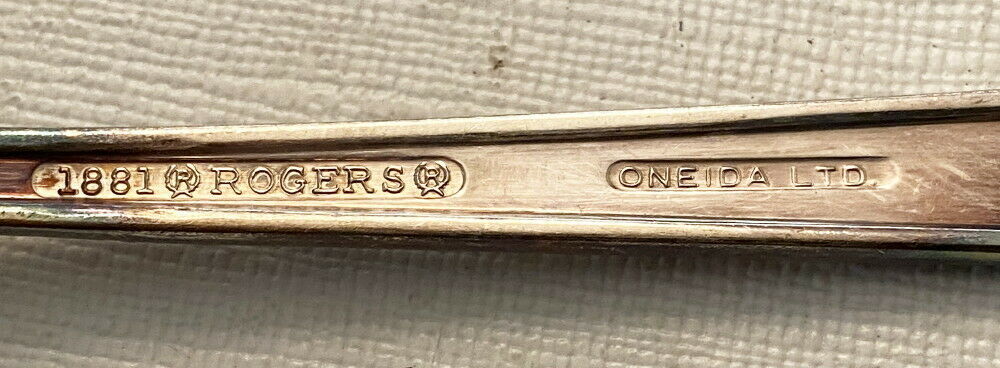 1881 ® ROGERS ®
ONEIDA LTD